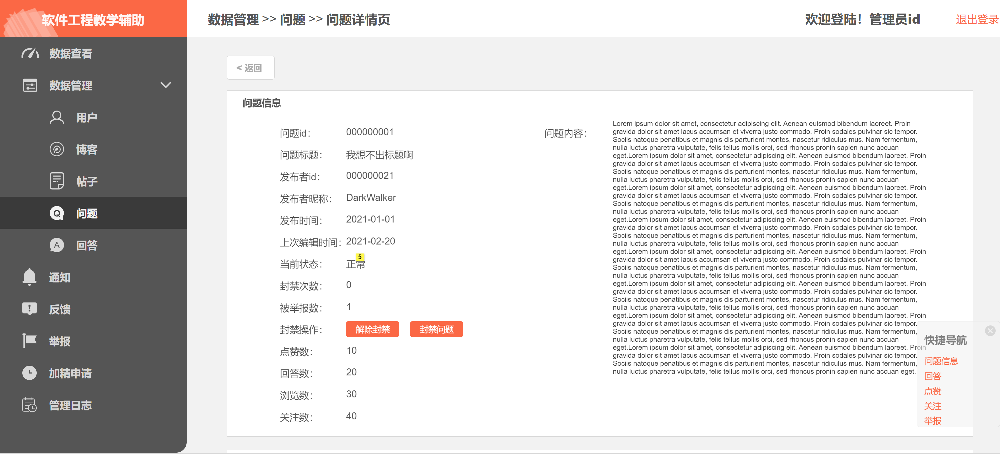 软件工程教学辅助
数据管理 >> 问题 >> 问题详情页
欢迎登陆！管理员id
退出登录
数据查看
数据管理
用户
博客
帖子
Q 问题
A 回答
通知
反馈
举报
加精申请
管理日志
< 返回
问题信息
问题id： 000000001
问题标题： 我想不出标题啊
发布者id： 000000021
发布者昵称： DarkWalker
发布时间： 2021-01-01
上次编辑时间： 2021-02-20
5
当前状态： 正常
封禁次数： 0
被举报数： 1
封禁操作： 解除封禁 封禁问题
点赞数： 10
回答数： 20
浏览数： 30
关注数： 40
问题内容：
Lorem ipsum dolor sit amet, consectetur adipiscing elit. Aenean euismod bibendum laoreet. Proin
gravida dolor sit amet lacus accumsan et viverra justo commodo. Proin sodales pulvinar sic tempor.
Sociis natoque penatibus et magnis dis parturient montes, nascetur ridiculus mus. Nam fermentum,
nulla luctus pharetra vulputate, felis tellus mollis orci, sed rhoncus pronin sapien nunc accuan
eget.Lorem ipsum dolor sit amet, consectetur adipiscing elit. Aenean euismod bibendum laoreet. Proin
gravida dolor sit amet lacus accumsan et viverra justo commodo. Proin sodales pulvinar sic tempor.
Sociis natoque penatibus et magnis dis parturient montes, nascetur ridiculus mus. Nam fermentum,
nulla luctus pharetra vulputate, felis tellus mollis orci, sed rhoncus pronin sapien nunc accuan
eget.Lorem ipsum dolor sit amet, consectetur adipiscing elit. Aenean euismod bibendum laoreet. Proin
gravida dolor sit amet lacus accumsan et viverra justo commodo. Proin sodales pulvinar sic tempor.
Sociis natoque penatibus et magnis dis parturient montes, nascetur ridiculus mus. Nam fermentum,
nulla luctus pharetra vulputate, felis tellus mollis orci, sed rhoncus pronin sapien nunc accuan
eget.Lorem ipsum dolor sit amet, consectetur adipiscing elit. Aenean euismod bibendum laoreet. Proin
gravida dolor sit amet lacus accumsan et viverra justo commodo. Proin sodales pulvinar sic tempor.
Sociis natoque penatibus et magnis dis parturient montes, nascetur ridiculus mus. Nam fermentum,
nulla luctus pharetra vulputate, felis tellus mollis orci, sed rhoncus pronin sapien nunc accuan
eget.Lorem ipsum dolor sit amet, consectetur adipiscing elit. Aenean euismod bibendum laoreet. Proin
gravida dolor sit amet lacus accumsan et viverra justo commodo. Proin sodales pulvinar sic tempor.
Sociis natoque penatibus et magnis dis parturient montes, nascetur ridiculus mus. Nam fermentum,
nulla luctus pharetra vulputate, felis tellus mollis orci, sed rhoncus pronin sapien nunc accuan
eget.Lorem ipsum dolor sit amet, consectetur adipiscing elit. Aenean euismod bibendum laoreet. Proin
gravida dolor sit amet lacus accumsan et viverra justo commodo. Proin sodales pulvinar sic tempor.
Sociis natoque penatibus et magnis dis parturient montes, nascetur ridiculus mus. Nam fermentum,
nulla luctus pharetra vulputate, felis tellus mollis orci, sed rhoncus pronin sapien nunc accuan
eget.Lorem ipsum dolor sit amet, consectetur adipiscing elit. Aenean euismod bibendum laoreet. Proin
gravida dolor sit amet lacus accumsan et viverra justo commodo. Proin sodales pulvinar sic tempor.
Sociis natoque penatibus et magnis dis parturient montes, nascetur ridiculus mus. Nam fermentum,
nulla luctus pharetra vulputate, felis tellus mollis orci, sed rhoncus pronin sapien nunc accuan
eget.Lorem ipsum dolor sit amet, consectetur adipiscing elit. Aenean euismod bibendum laoreet. Proin
gravida dolor sit amet lacus accumsan et viverra justo commodo. Proin sodales pulvinar sic tempor.
Sociis natoque penatibus et magnis dis parturient montes, nascetur ridiculus mus. Nam fermentum,
nulla luctus pharetra vulputate, felis tellus mollis orci, sed rhoncus pronin sapien nunc accuan eget.
快捷导航
问题信息
回答
点赞
关注
举报